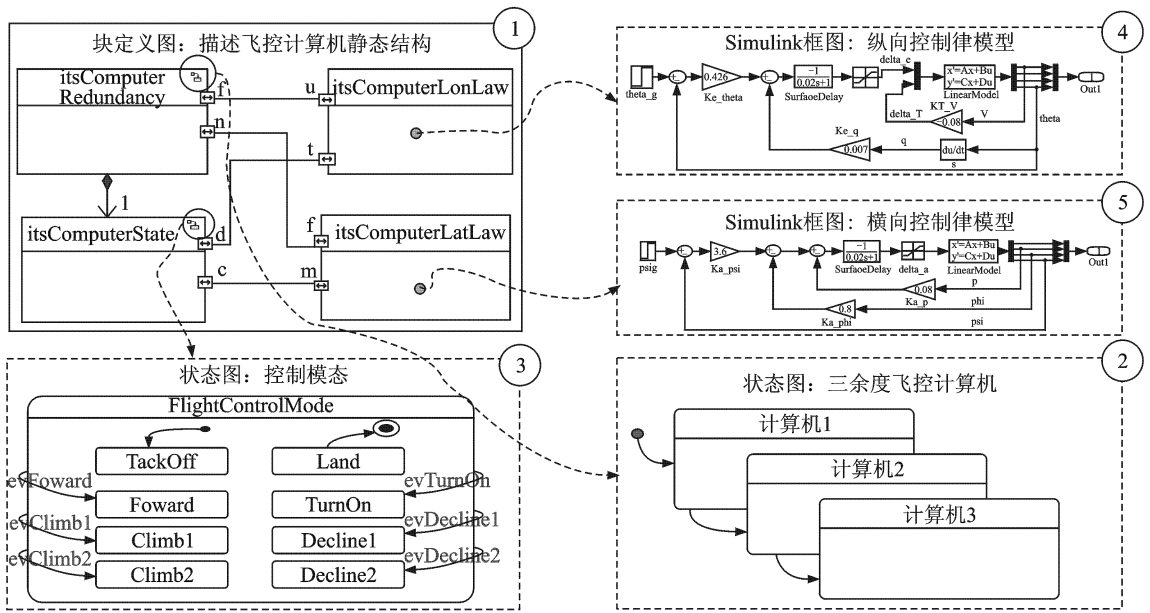 1
块定义图：描述飞控计算机静态结构
itsComputer
Redundancy
f
n
u
itsComputerLonLaw
t
1
itsComputerState
d
c
f
itsComputerLatLaw
m
4
Simulink框图：纵向控制律模型
theta_g
0.426
Ke_theta
-1
0.02s+1
SurfaoeDelay
delta_e
delta_T
x'=Ax+Bu
y'=Cx+Du
LinearModel
Out1
KT_V
-0.08
V
theta
Ke_q
0.007
q
du/dt
s
5
Simulink框图：横向控制律模型
psig
3.6
Ka_psi
-1
0.02s+1
SurfaoeDelay
delta_a
x'=Ax+Bu
y'=Cx+Du
LinearModel
Out1
0.08
Ka_p
p
0.8
Ka_phi
phi
psi
3
状态图：控制模态
FlightControlMode
TackOff
Land
evFoward
Foward
TurnOn
evTurnOn
evClimb1
Climb1
Decline1
evDecline1
evClimb2
Climb2
Decline2
evDecline2
2
状态图：三余度飞控计算机
计算机1
计算机2
计算机3